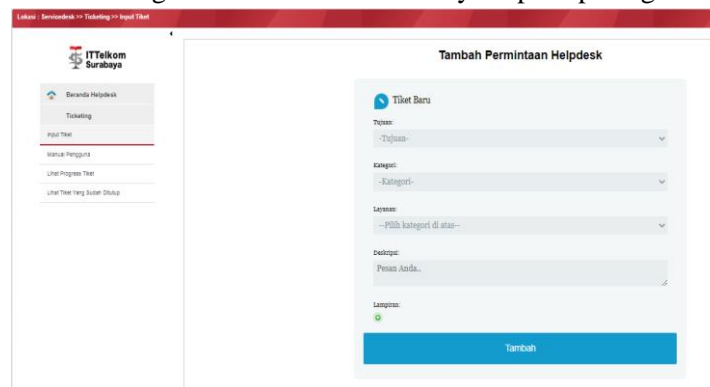 Lokasi : Servicedesk >> Ticketing >> Input Tiket
ITTelkom
Surabaya
Tambah Permintaan Helpdesk
Beranda Helpdesk
Ticketing
Input Tiket
Manual Pengguna
Lihat Progress Tiket
Lihat Tiket Yang Sudah Ditutup
Tiket Baru
Tujuan:
-Tujuan-
Kategori:
-Kategori-
Layanan:
--Pilih kategori di atas--
Deskripsi:
Pesan Anda..
Lampiran:
Tambah